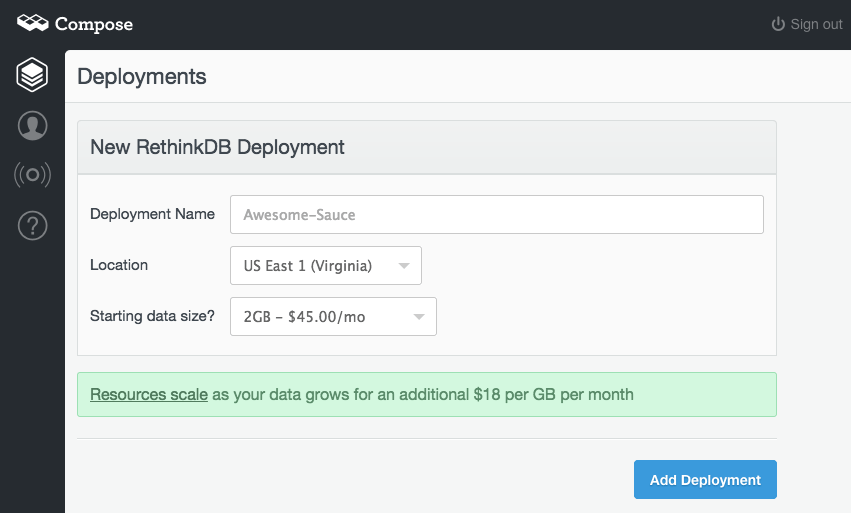 Compose
Sign out
Deployments
New RethinkDB Deployment
Deployment Name
Awesome-Sauce
Location
US East 1 (Virginia)
Starting data size?
2GB - $45.00/mo
Resources scale as your data grows for an additional $18 per GB per month
Add Deployment